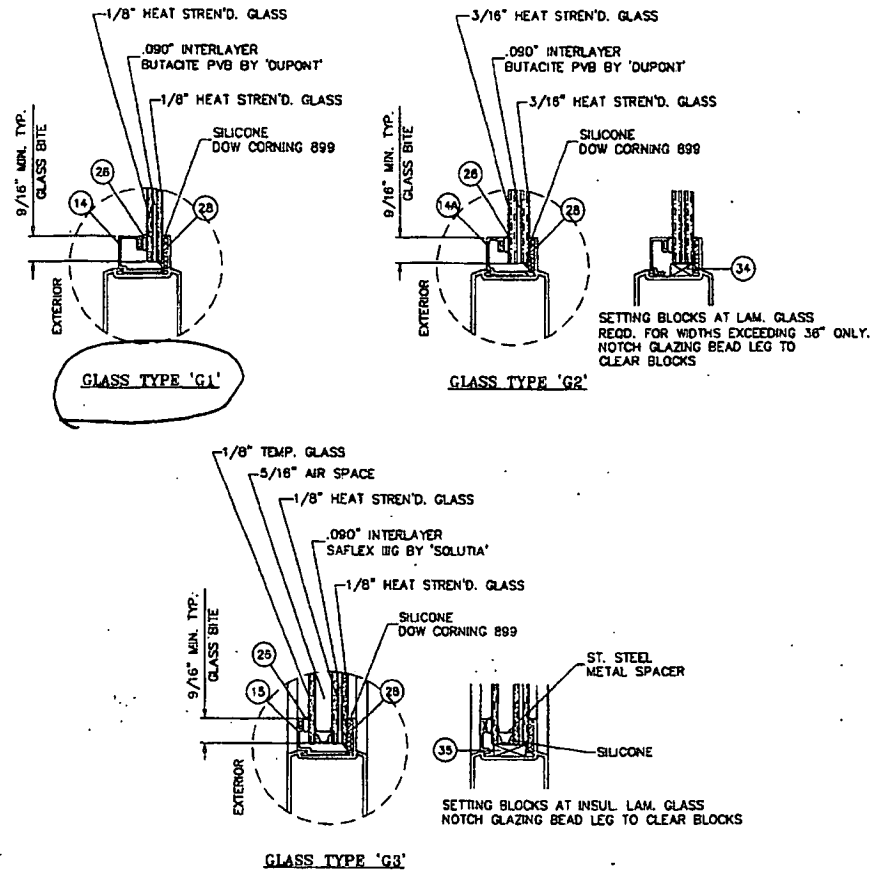 1/8" HEAT STREN'D. GLASS
.090" INTERLAYER
BUTACITE PVB BY 'DUPONT'
1/8" HEAT STREN'D. GLASS
SILICONE
DOW CORNING 899
9/16" MIN. TYP.
GLASS BITE
26
14
28
EXTERIOR
GLASS TYPE 'G1'
3/16" HEAT STREN'D. GLASS
.090" INTERLAYER
BUTACITE PVB BY 'DUPONT'
3/16" HEAT STREN'D. GLASS
SILICONE
DOW CORNING 899
9/16" MIN. TYP.
GLASS BITE
26
14A
28
EXTERIOR
GLASS TYPE 'G2'
34
SETTING BLOCKS AT LAM. GLASS
REQD. FOR WIDTHS EXCEEDING 36" ONLY.
NOTCH GLAZING BEAD LEG TO
CLEAR BLOCKS
1/8" TEMP. GLASS
5/16" AIR SPACE
1/8" HEAT STREN'D. GLASS
.090" INTERLAYER
SAFLEX IIIG BY 'SOLUTIA'
1/8" HEAT STREN'D. GLASS
SILICONE
DOW CORNING 899
9/16" MIN. TYP.
GLASS BITE
26
15
28
EXTERIOR
GLASS TYPE 'G3'
ST. STEEL
METAL SPACER
35
SILICONE
SETTING BLOCKS AT INSUL. LAM. GLASS
NOTCH GLAZING BEAD LEG TO CLEAR BLOCKS